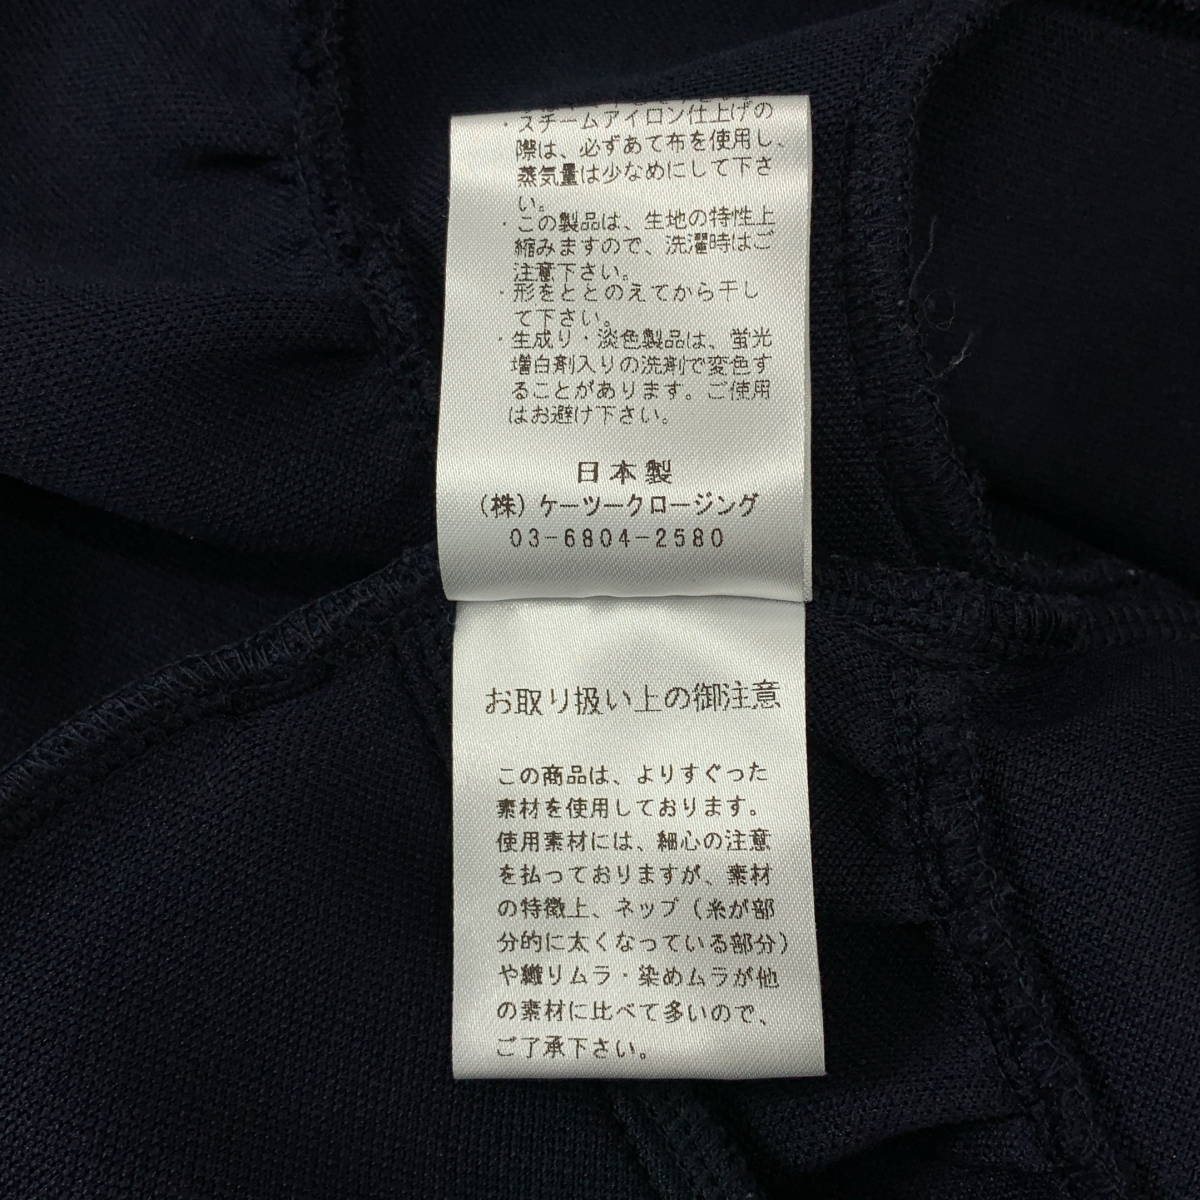 ・スチームアイロン仕上げの
際は、必ずあて布を使用し、
蒸気量は少なめにして下さ
い。
・この製品は、生地の特性上
縮みますので、洗濯時はご
注意下さい。
・形をととのえてから干し
て下さい。
・生成り・淡色製品は、蛍光
増白剤入りの洗剤で変色す
ることがあります。ご使用
はお避け下さい。
日本製
(株)ケーツークロージング
03-6804-2580
お取り扱い上の御注意
この商品は、よりすぐった
素材を使用しております。
使用素材には、細心の注意
を払っておりますが、素材
の特徴上、ネップ(糸が部
分的に太くなっている部分)
や織りムラ・染めムラが他
の素材に比べて多いので、
ご了承下さい。